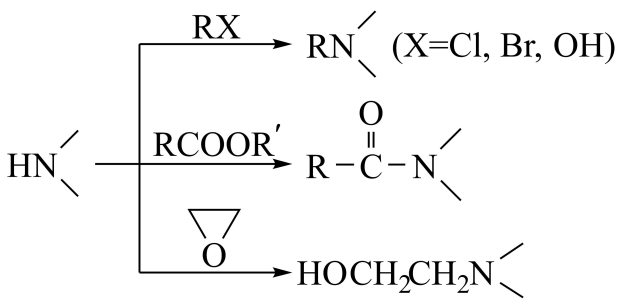 RX
RN (X=Cl, Br, OH)
O
HN RCOOR′ R－C－N
O
HOCH₂CH₂N